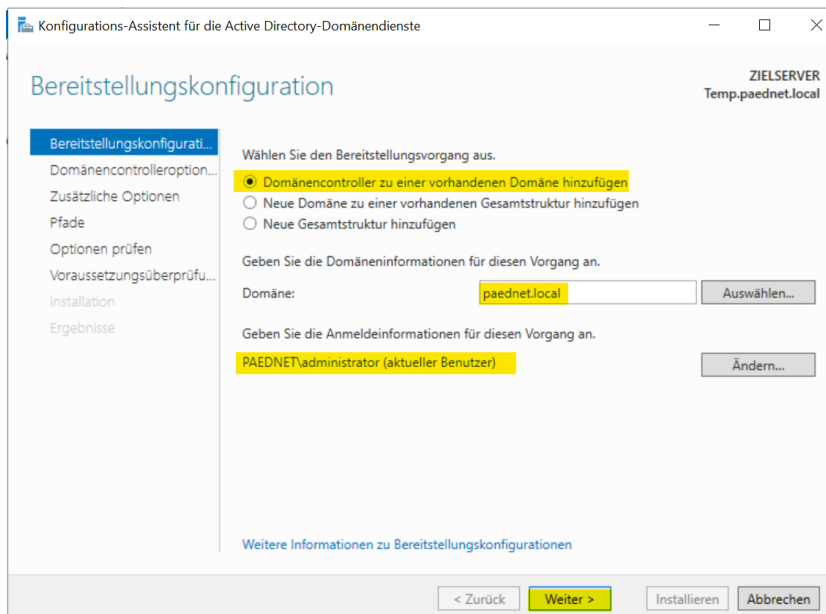 Konfigurations-Assistent für die Active Directory-Domänendienste
Bereitstellungskonfiguration
ZIELSERVER
Temp.paednet.local
Bereitstellungskonfigurati...
Domänencontrolleroption...
Zusätzliche Optionen
Pfade
Optionen prüfen
Voraussetzungsüberprüfu...
Installation
Ergebnisse
Wählen Sie den Bereitstellungsvorgang aus.
Domänencontroller zu einer vorhandenen Domäne hinzufügen
Neue Domäne zu einer vorhandenen Gesamtstruktur hinzufügen
Neue Gesamtstruktur hinzufügen
Geben Sie die Domäneninformationen für diesen Vorgang an.
Domäne: paednet.local Auswählen...
Geben Sie die Anmeldeinformationen für diesen Vorgang an.
PAEDNET\administrator (aktueller Benutzer) Ändern...
Weitere Informationen zu Bereitstellungskonfigurationen
< Zurück Weiter > Installieren Abbrechen